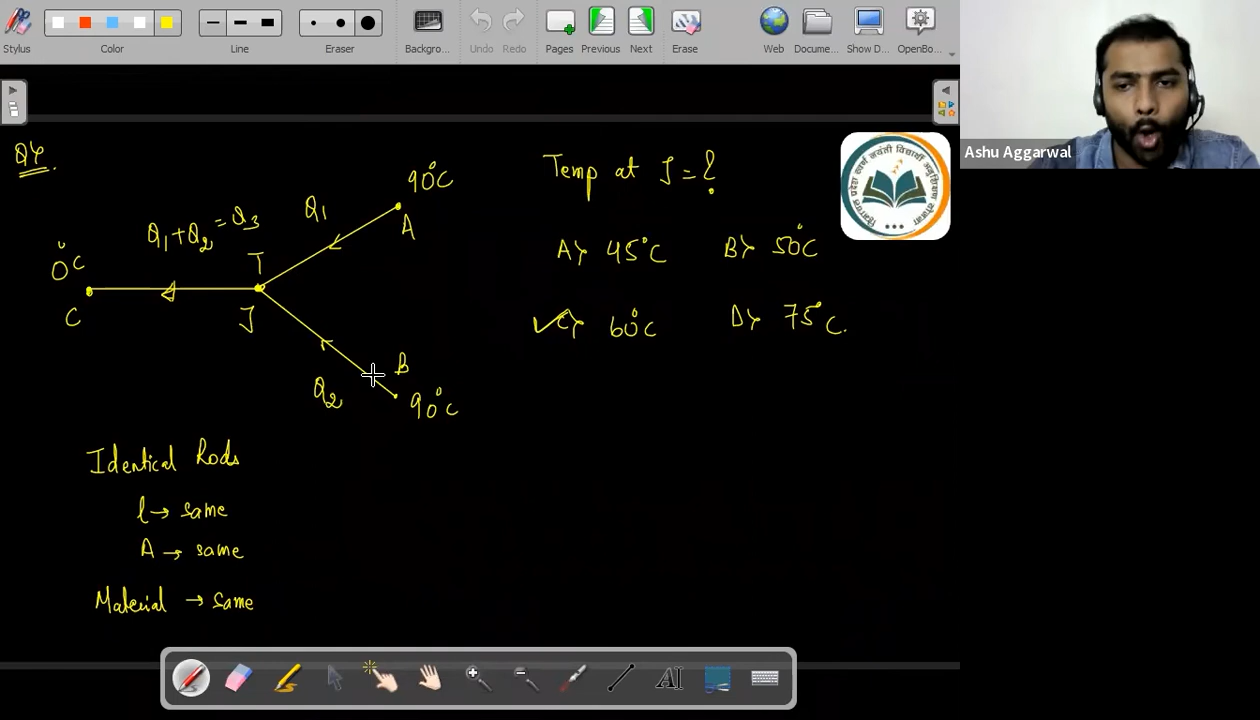 Stylus
Color
Line
Eraser
Backgro...
Undo
Redo
Pages
Previous
Next
Erase
Web
Docume...
Show D...
OpenBo...
Ashu Aggarwal
Q4.
Temp at J = ?
A> 45°C B> 50°C
✓C> 60°C D> 75°C.
90°C
A
Q1
Q1+Q2 = Q3
0°C
C
T
J
B
Q2
90°C
Identical Rods
l → same
A → same
Material → same
AI